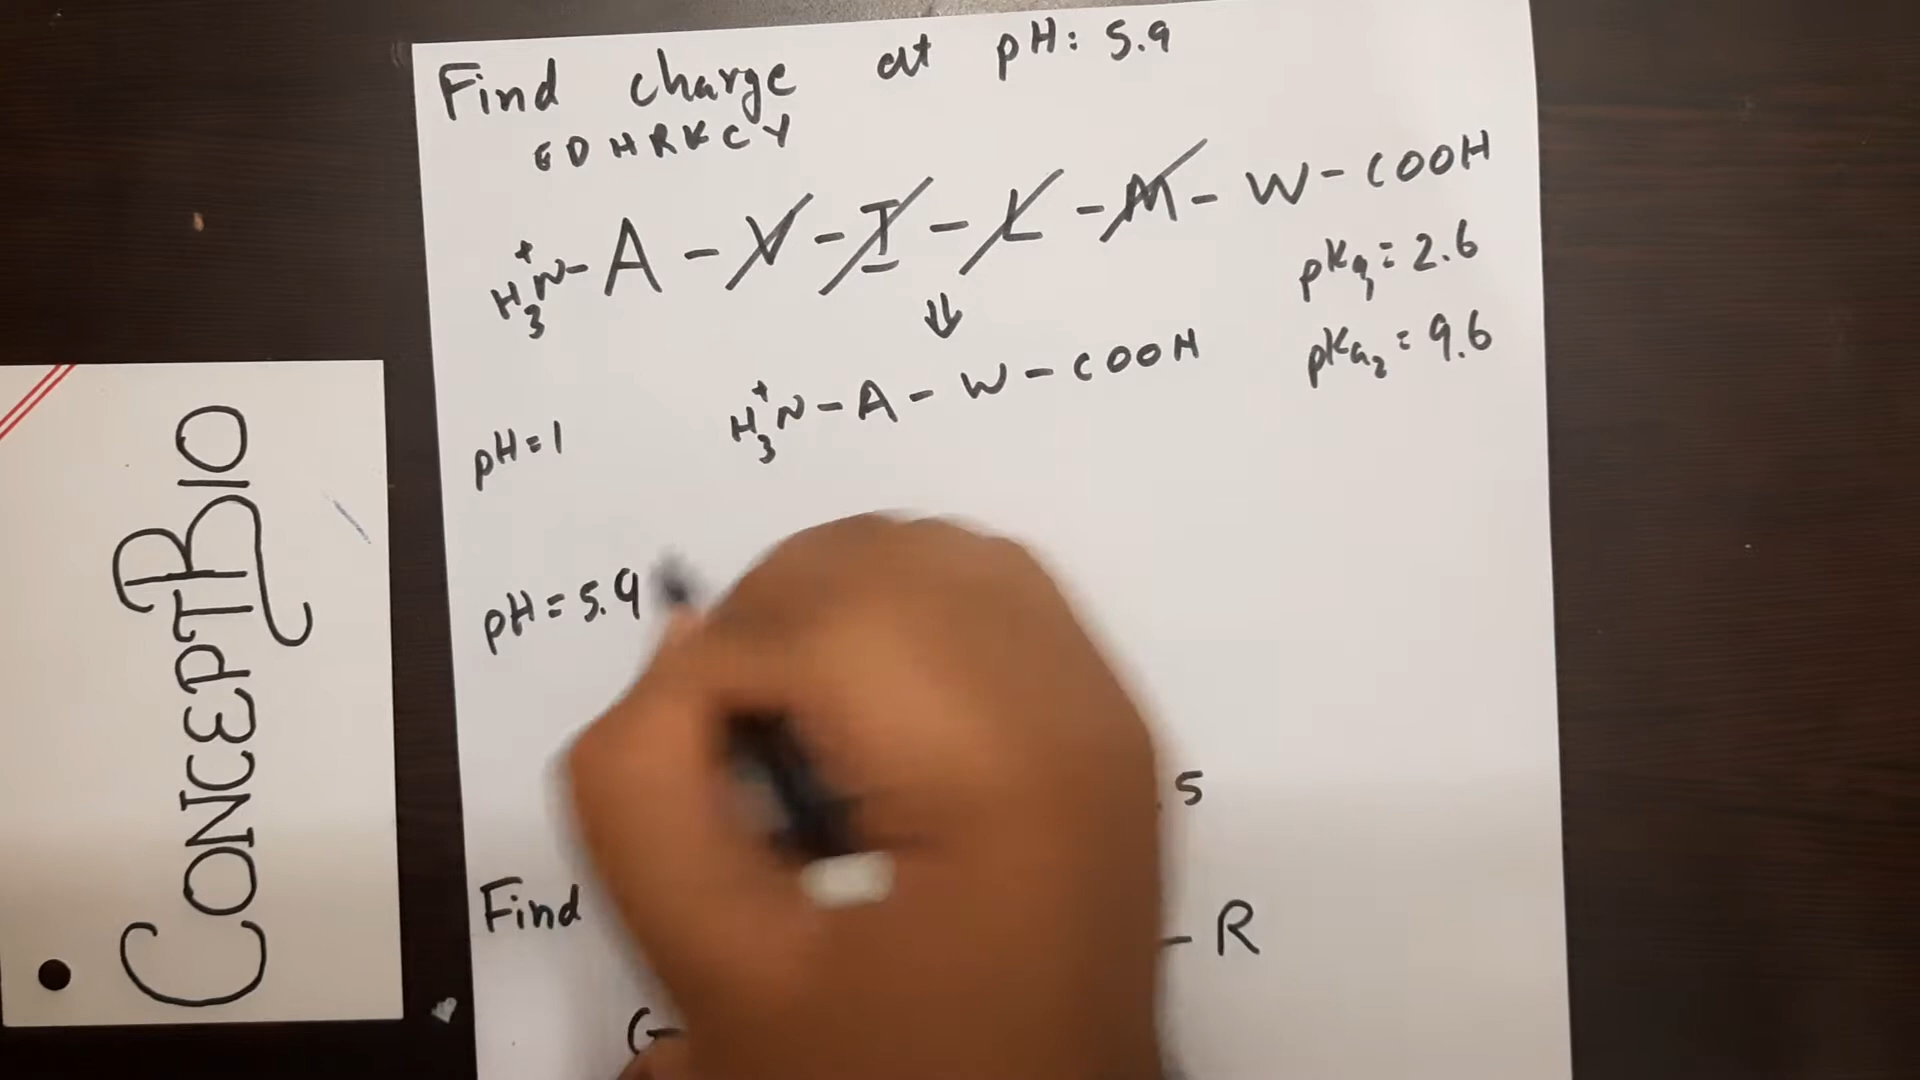 Find charge at pH: 5.9
E D H R K C Y
H3N+ - A - V - I - L - M - W - COOH
pKa1 = 2.6
pKa2 = 9.6
⇓
H3N+ - A - W - COOH
pH=1
pH=5.9
.5
Find
- R
G-
CONCEPTBIO